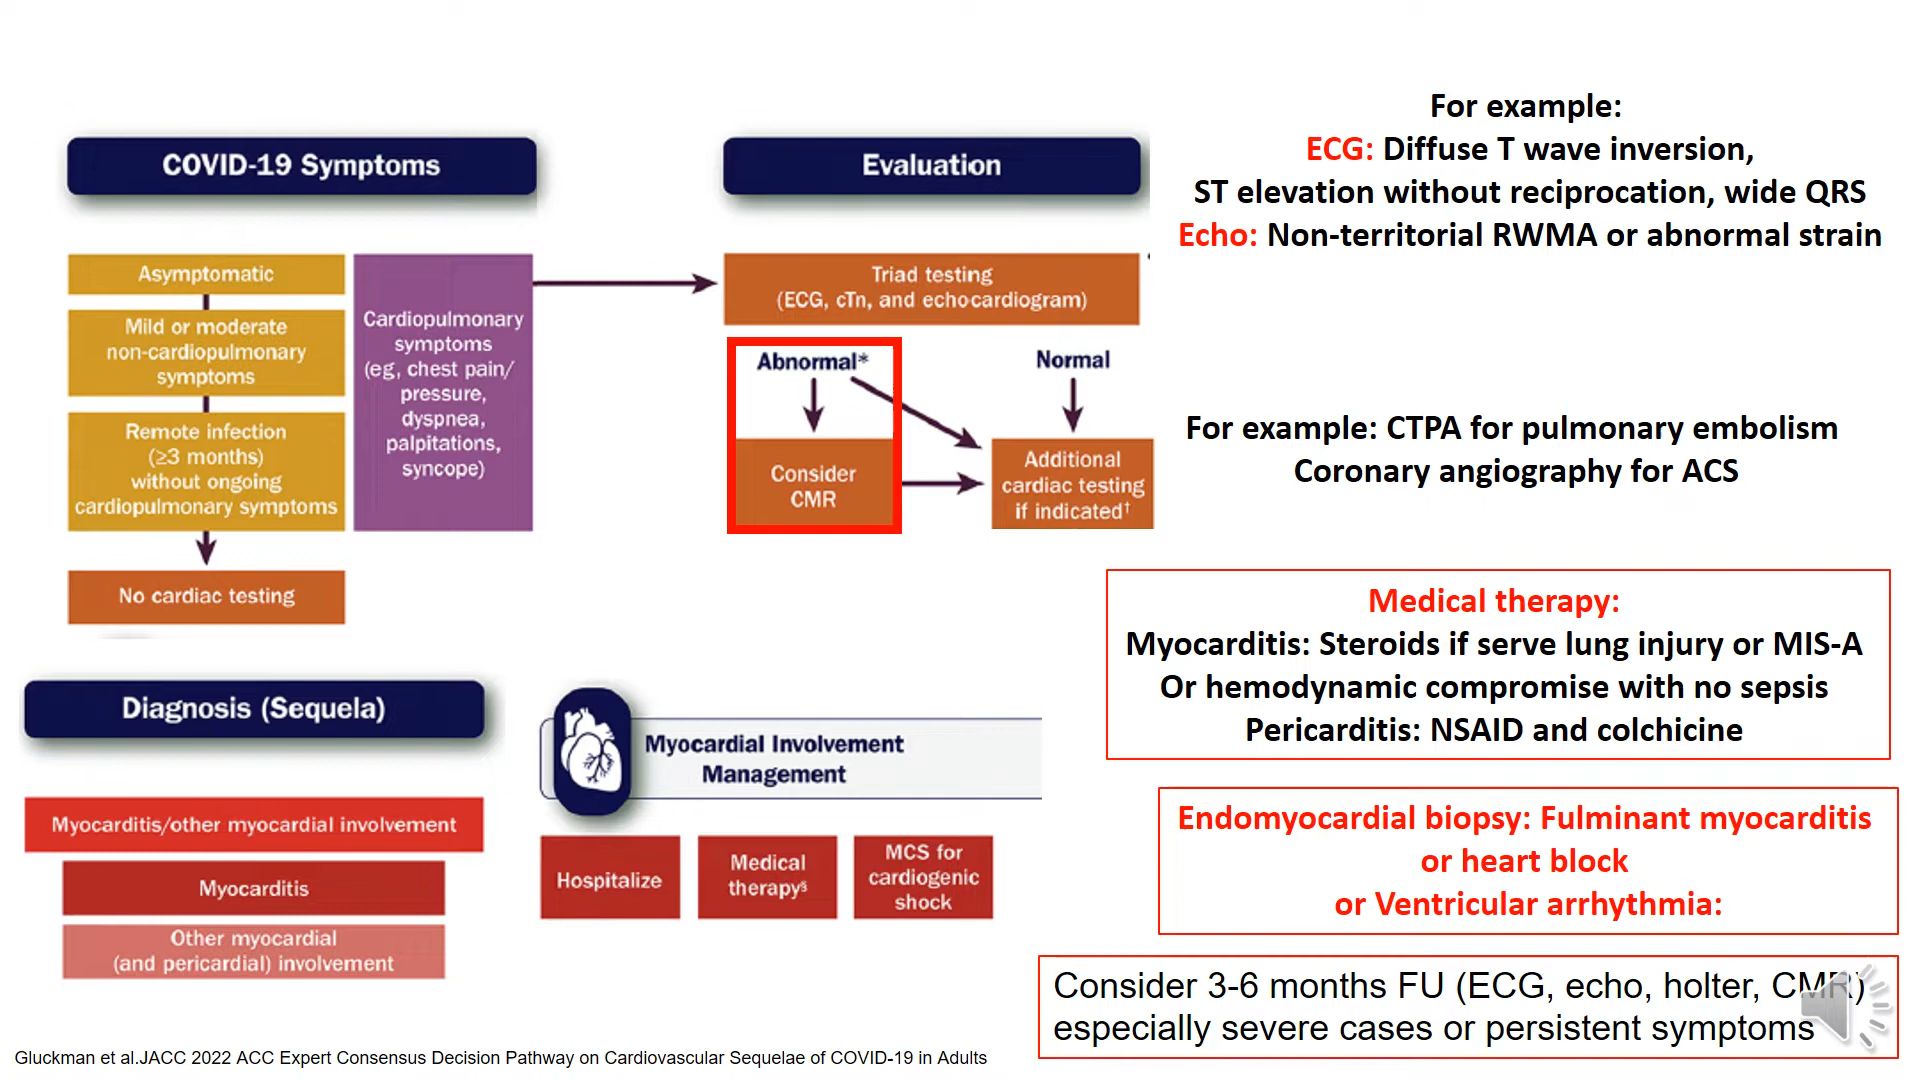 COVID-19 Symptoms
Asymptomatic
Mild or moderate
non-cardiopulmonary
symptoms
Remote infection
(≥3 months)
without ongoing
cardiopulmonary symptoms
No cardiac testing
Cardiopulmonary
symptoms
(eg, chest pain/
pressure,
dyspnea,
palpitations,
syncope)
Evaluation
Triad testing
(ECG, cTn, and echocardiogram)
Abnormal*
Normal
Consider
CMR
Additional
cardiac testing
if indicated†
For example:
ECG: Diffuse T wave inversion,
ST elevation without reciprocation, wide QRS
Echo: Non-territorial RWMA or abnormal strain
For example: CTPA for pulmonary embolism
Coronary angiography for ACS
Diagnosis (Sequela)
Myocarditis/other myocardial involvement
Myocarditis
Other myocardial
(and pericardial) involvement
Myocardial Involvement
Management
Hospitalize
Medical
therapy§
MCS for
cardiogenic
shock
Medical therapy:
Myocarditis: Steroids if serve lung injury or MIS-A
Or hemodynamic compromise with no sepsis
Pericarditis: NSAID and colchicine
Endomyocardial biopsy: Fulminant myocarditis
or heart block
or Ventricular arrhythmia:
Consider 3-6 months FU (ECG, echo, holter, CMR)
especially severe cases or persistent symptoms
Gluckman et al.JACC 2022 ACC Expert Consensus Decision Pathway on Cardiovascular Sequelae of COVID-19 in Adults